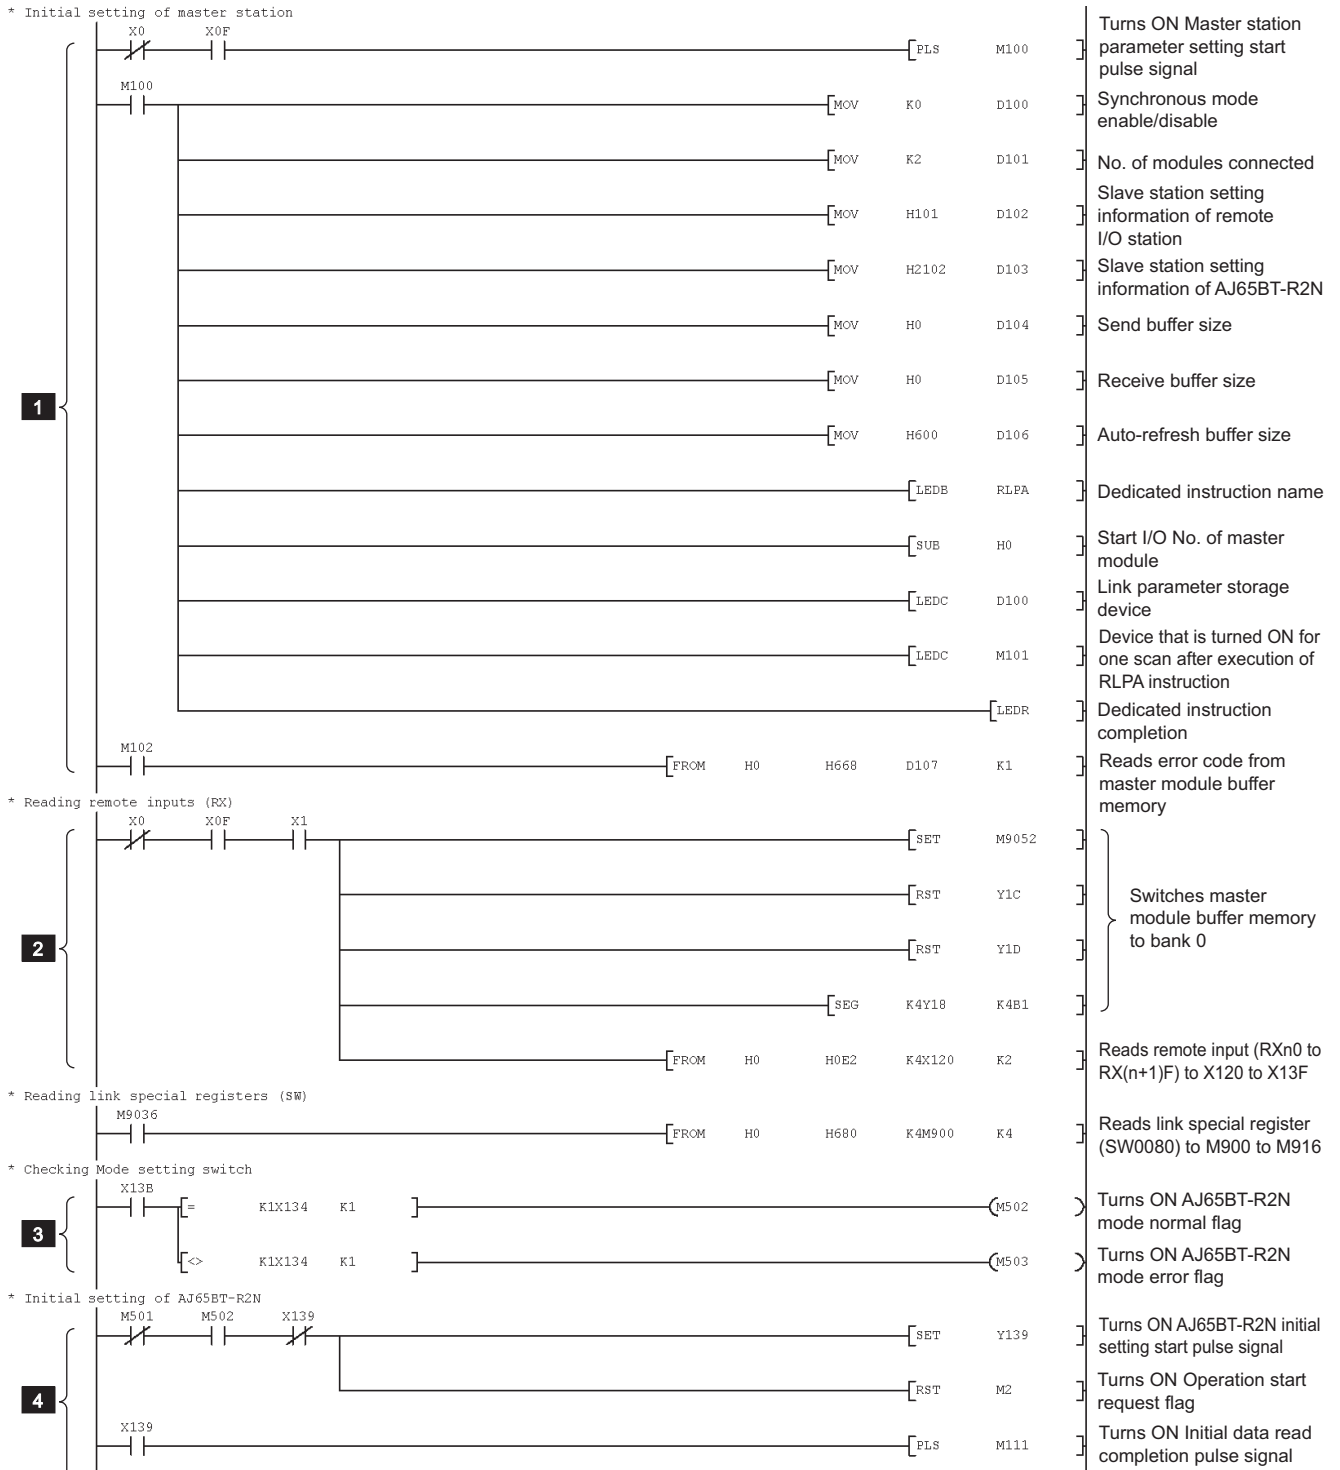 * Initial setting of master station
X0 X0F
PLS M100
Turns ON Master station
parameter setting start
pulse signal
M100
MOV K0 D100
Synchronous mode
enable/disable
MOV K2 D101
No. of modules connected
MOV H101 D102
Slave station setting
information of remote
I/O station
MOV H2102 D103
Slave station setting
information of AJ65BT-R2N
MOV H0 D104
Send buffer size
MOV H0 D105
Receive buffer size
1
MOV H600 D106
Auto-refresh buffer size
LEDB RLPA
Dedicated instruction name
SUB H0
Start I/O No. of master
module
LEDC D100
Link parameter storage
device
LEDC M101
Device that is turned ON for
one scan after execution of
RLPA instruction
LEDR
Dedicated instruction
completion
M102
FROM H0 H668 D107 K1
Reads error code from
master module buffer
memory
* Reading remote inputs (RX)
X0 X0F X1
SET M9052
RST Y1C
Switches master
module buffer memory
to bank 0
2
RST Y1D
SEG K4Y18 K4B1
FROM H0 H0E2 K4X120 K2
Reads remote input (RXn0 to
RX(n+1)F) to X120 to X13F
* Reading link special registers (SW)
M9036
FROM H0 H680 K4M900 K4
Reads link special register
(SW0080) to M900 to M916
* Checking Mode setting switch
X13B
= K1X134 K1
M502
Turns ON AJ65BT-R2N
mode normal flag
3
<> K1X134 K1
M503
Turns ON AJ65BT-R2N
mode error flag
* Initial setting of AJ65BT-R2N
M501 M502 X139
SET Y139
Turns ON AJ65BT-R2N initial
setting start pulse signal
4
RST M2
Turns ON Operation start
request flag
X139
PLS M111
Turns ON Initial data read
completion pulse signal